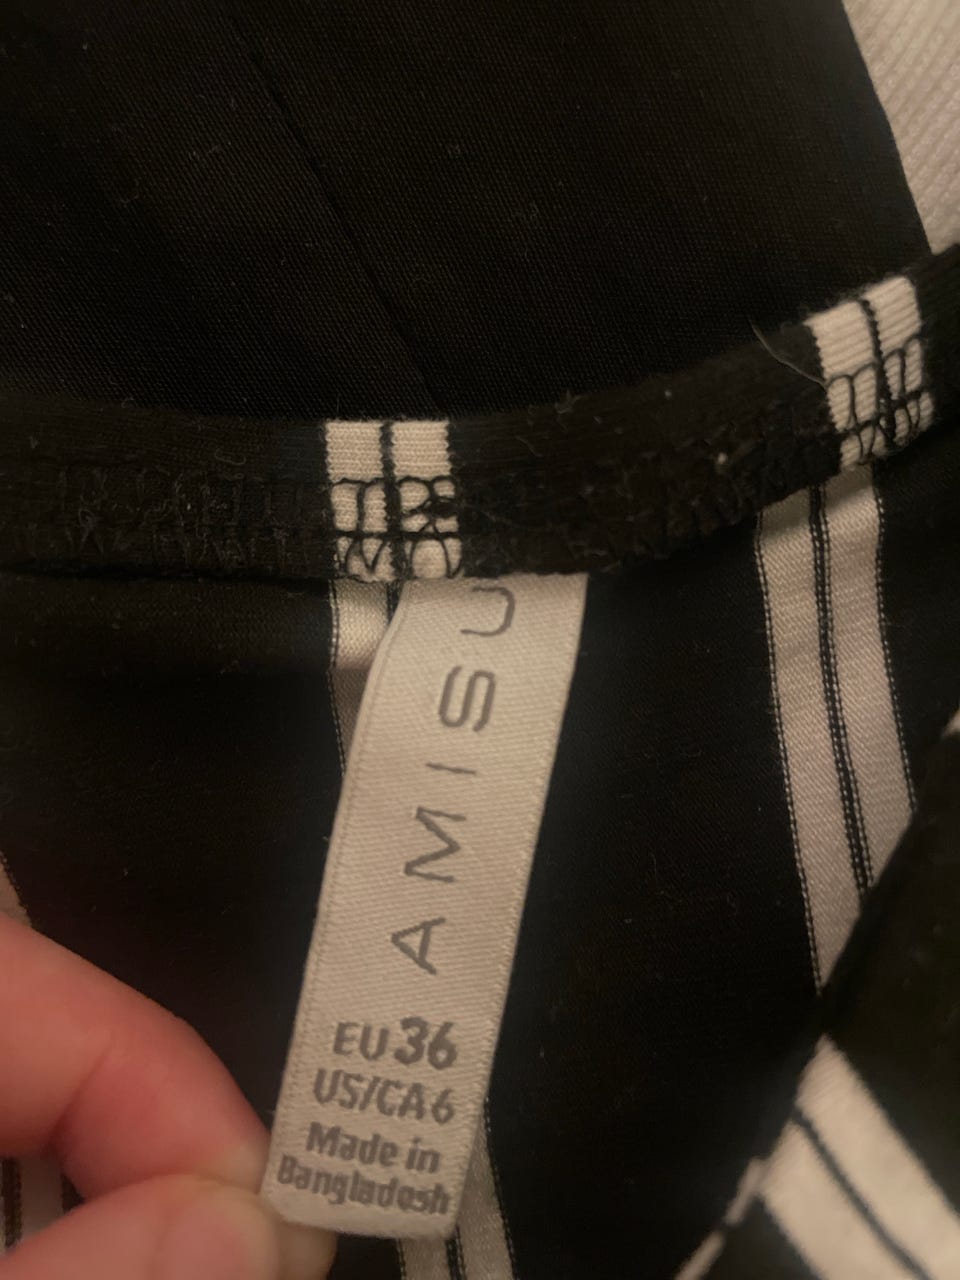 AMISU
EU 36
US/CA 6
Made in
Bangladesh